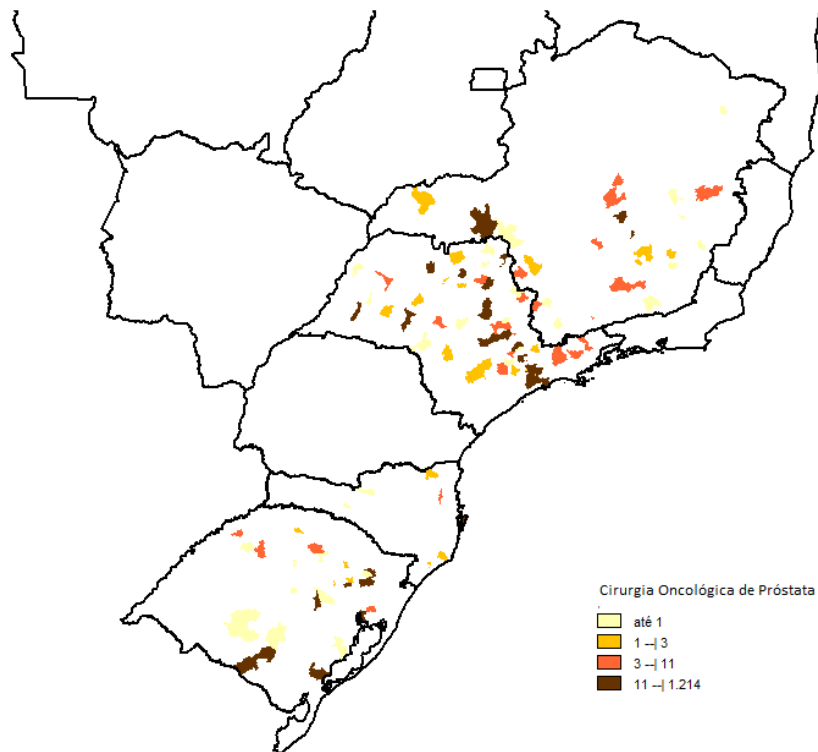 Cirurgia Oncológica de Próstata
até 1
1 --| 3
3 --| 11
11 --| 1.214